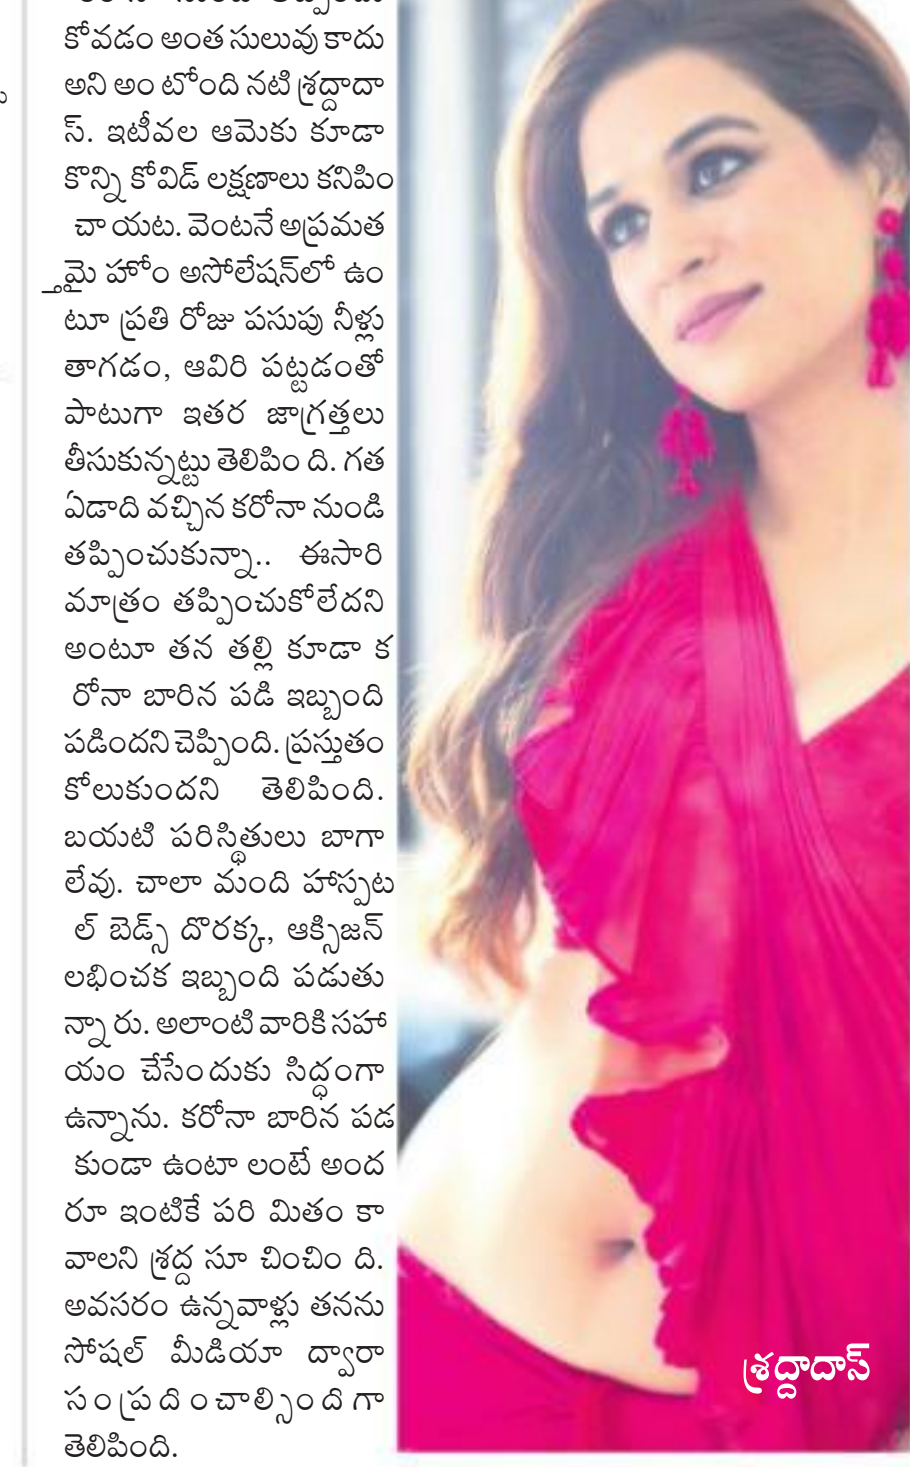 కోవడం అంత సులువు కాదు
అని అం టోంది నటి శ్రద్దాదా
స్. ఇటీవల ఆమెకు కూడా
కొన్ని కోవిడ్ లక్షణాలు కనిపిం
చా యట. వెంటనే అప్రమత
్తమై హోం అసోలేషన్‌లో ఉం
టూ ప్రతి రోజు పసుపు నీళ్లు
తాగడం, ఆవిరి పట్టడంతో
పాటుగా ఇతర జాగ్రత్తలు
తీసుకున్నట్టు తెలిపిం ది. గత
ఏడాది వచ్చిన కరోనా నుండి
తప్పించుకున్నా.. ఈసారి
మాత్రం తప్పించుకోలేదని
అంటూ తన తల్లి కూడా క
రోనా బారిన పడి ఇబ్బంది
పడిందని చెప్పింది. ప్రస్తుతం
కోలుకుందని తెలిపింది.
బయటి పరిస్థితులు బాగా
లేవు. చాలా మంది హాస్పట
ల్ బెడ్స్ దొరక్క, ఆక్సిజన్
లభించక ఇబ్బంది పడుతు
న్నా రు. అలాంటి వారికి సహా
యం చేసేందుకు సిద్ధంగా
ఉన్నాను. కరోనా బారిన పడ
కుండా ఉంటా లంటే అంద
రూ ఇంటికే పరి మితం కా
వాలని శ్రద్ద సూ చించిం ది.
అవసరం ఉన్నవాళ్లు తనను
సోషల్ మీడియా ద్వారా
సం ప్ర ది ం చాల్సిం ది గా
తెలిపింది.
శ్రద్దాదాస్